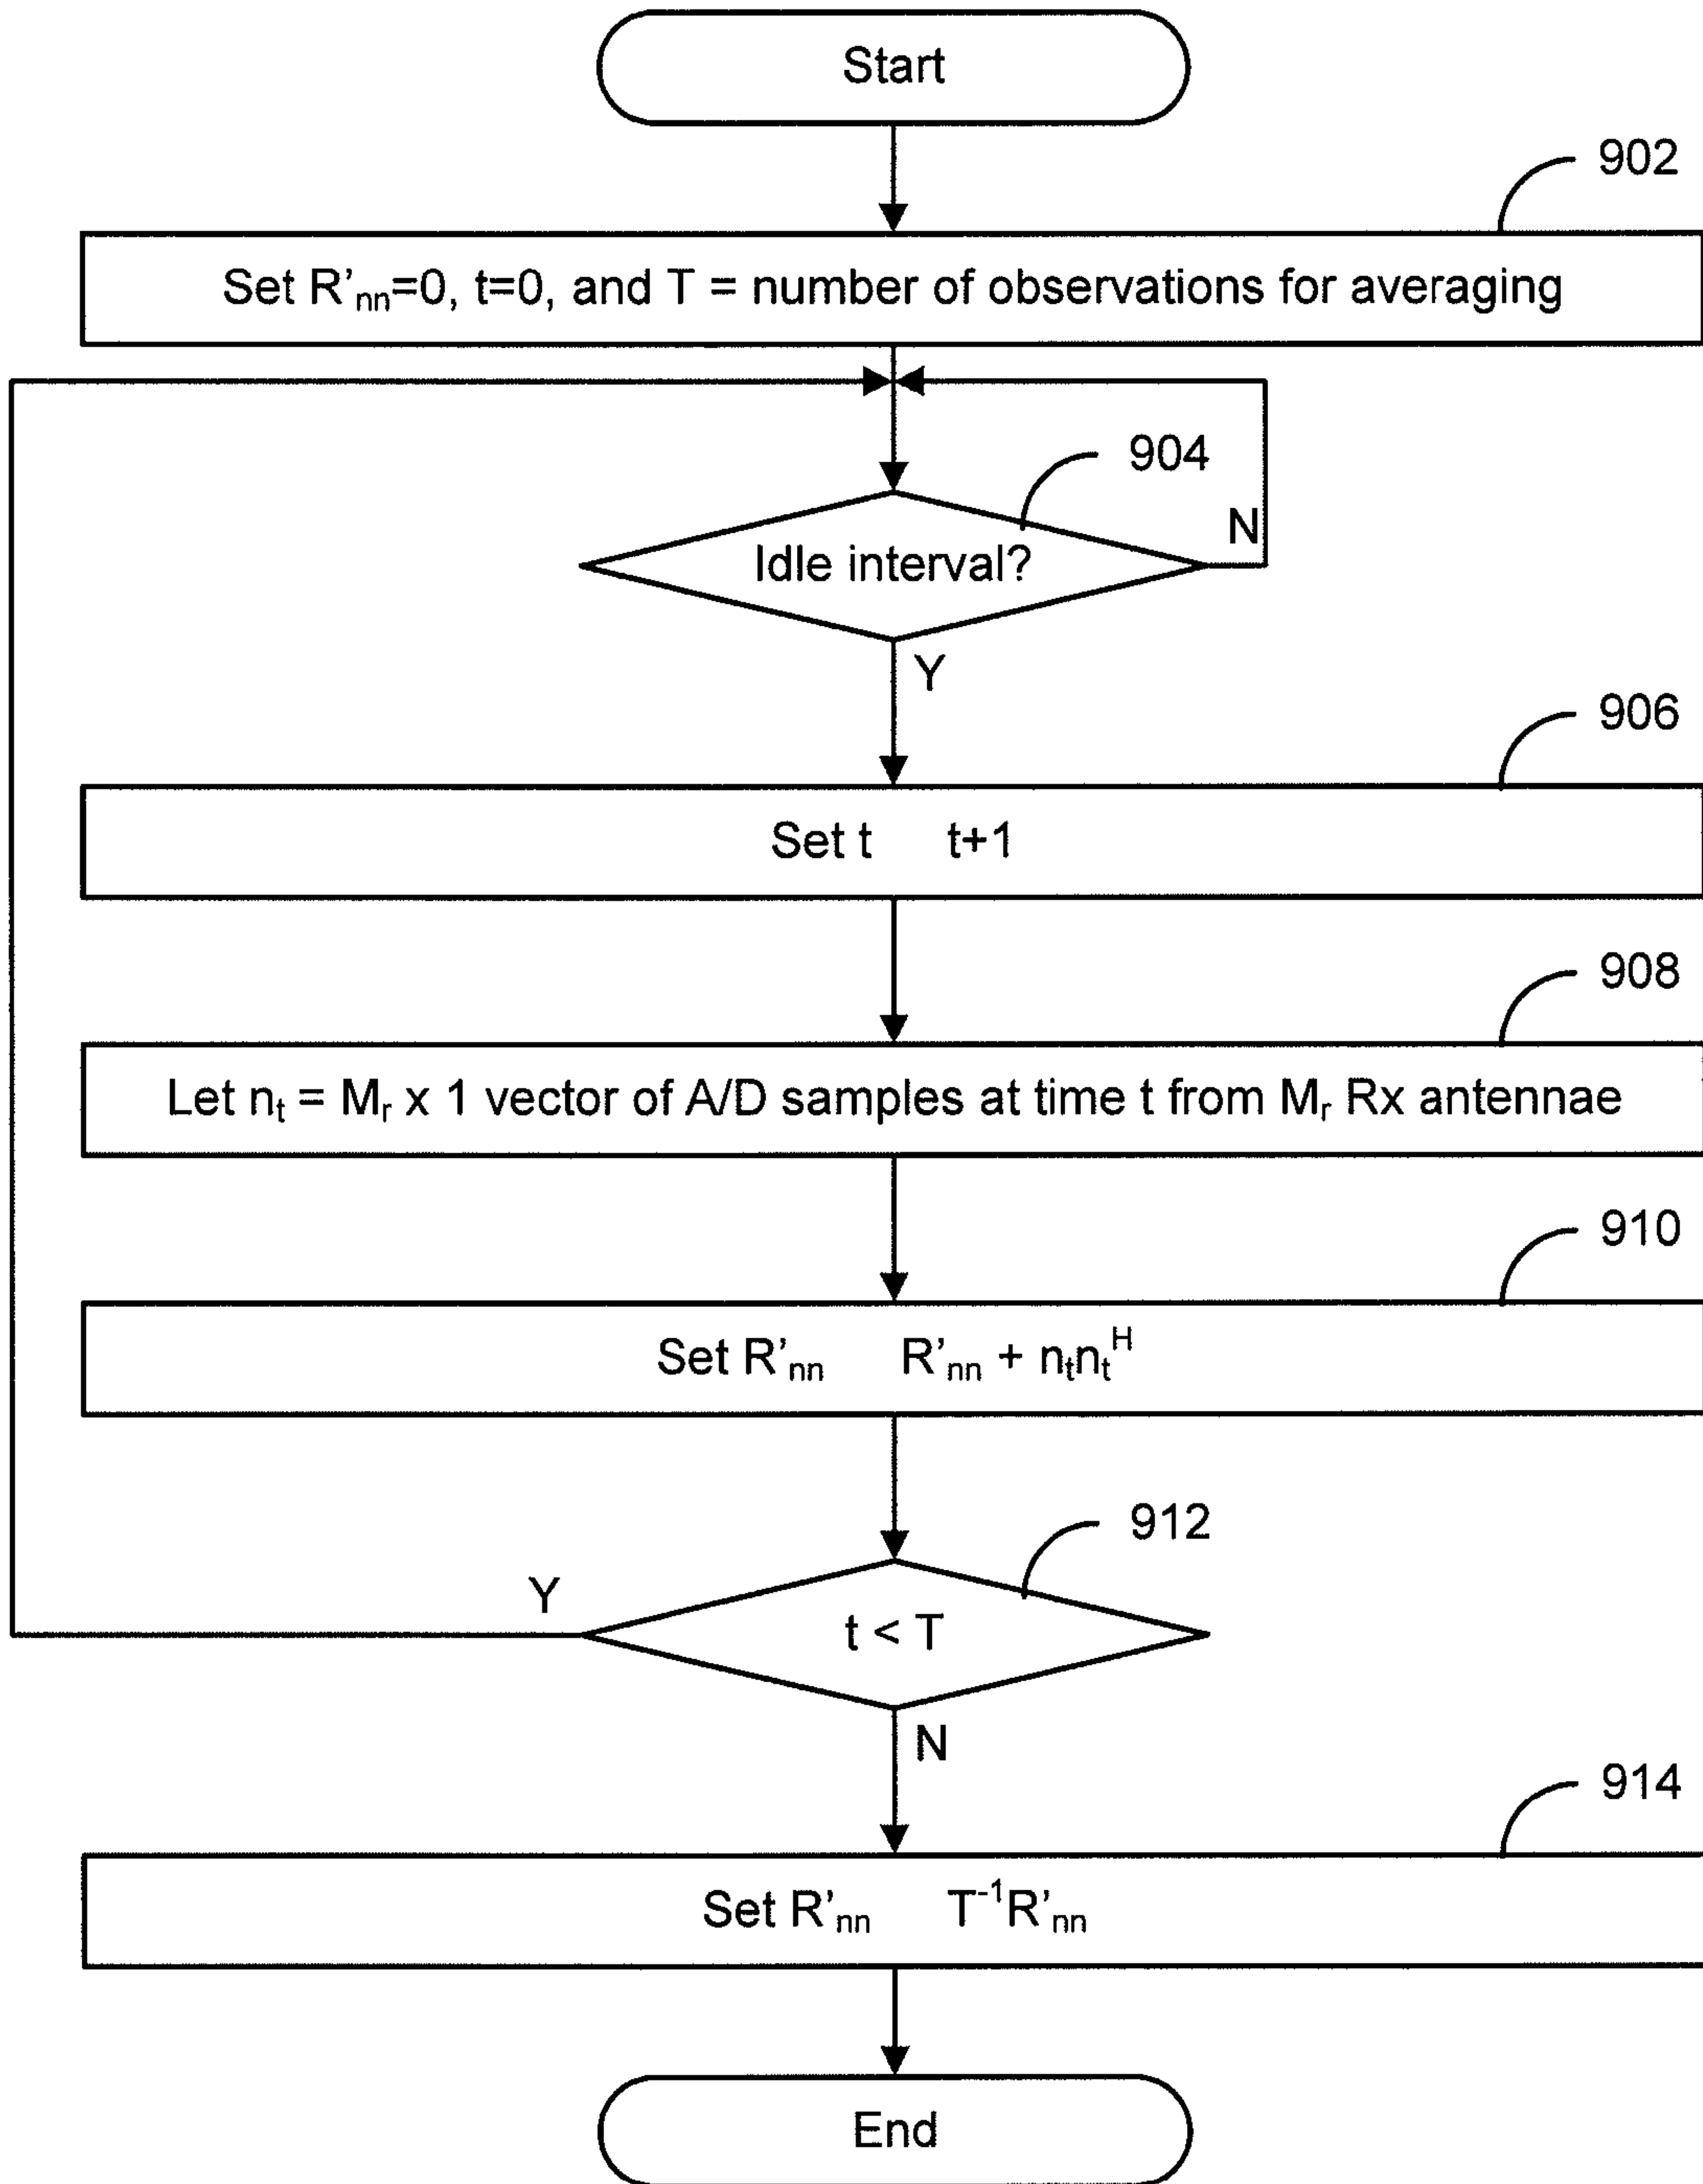 Start
902
Set R'nn=0, t=0, and T = number of observations for averaging
904
Idle interval?
N
Y
906
Set t t+1
908
Let nt = Mr x 1 vector of A/D samples at time t from Mr Rx antennae
910
Set R'nn R'nn + ntnt^H
912
Y
t < T
N
914
Set R'nn T^-1R'nn
End